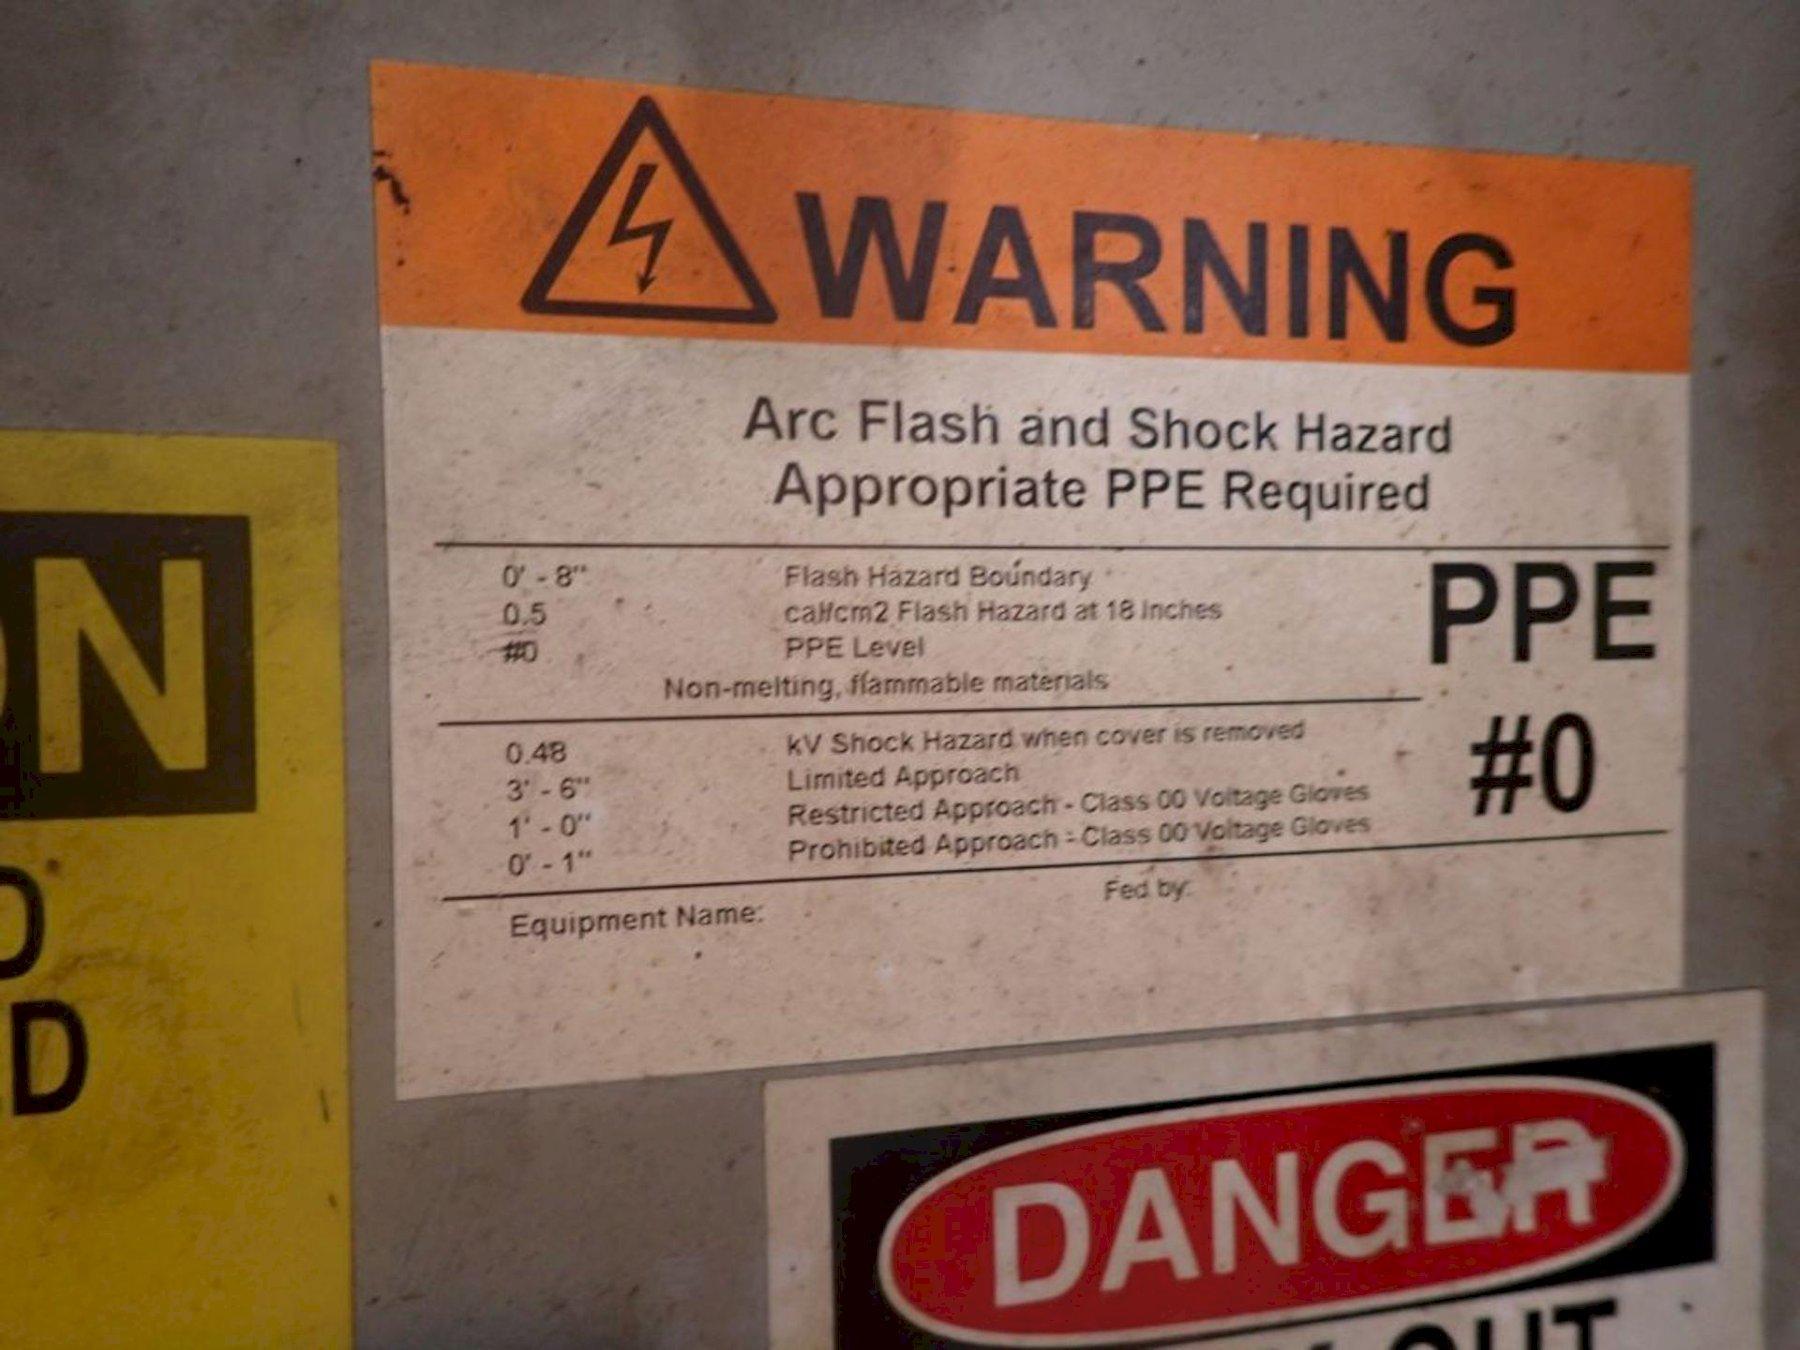 WARNING
Arc Flash and Shock Hazard
Appropriate PPE Required
0' - 8" Flash Hazard Boundary
0.5 cal/cm2 Flash Hazard at 18 Inches
#0 PPE Level
Non-melting, flammable materials
PPE
#0
0.48 kV Shock Hazard when cover is removed
3' - 6" Limited Approach
1' - 0" Restricted Approach - Class 00 Voltage Gloves
0' - 1" Prohibited Approach - Class 00 Voltage Gloves
Equipment Name: Fed by:
DANGER
OUT